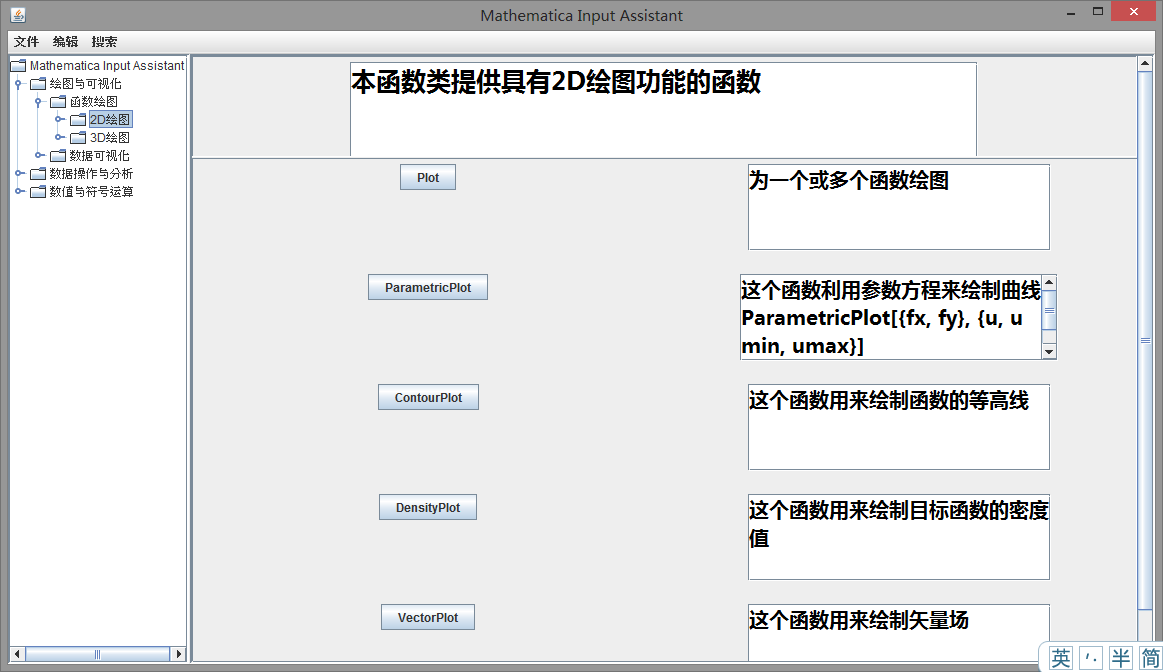 Mathematica Input Assistant
文件 编辑 搜索
Mathematica Input Assistant
绘图与可视化
函数绘图
2D绘图
3D绘图
数据可视化
数据操作与分析
数值与符号运算
本函数类提供具有2D绘图功能的函数
Plot
为一个或多个函数绘图
ParametricPlot
这个函数利用参数方程来绘制曲线
ParametricPlot[{fx, fy}, {u, u
min, umax}]
ContourPlot
这个函数用来绘制函数的等高线
DensityPlot
这个函数用来绘制目标函数的密度
值
VectorPlot
这个函数用来绘制矢量场
英 半 简